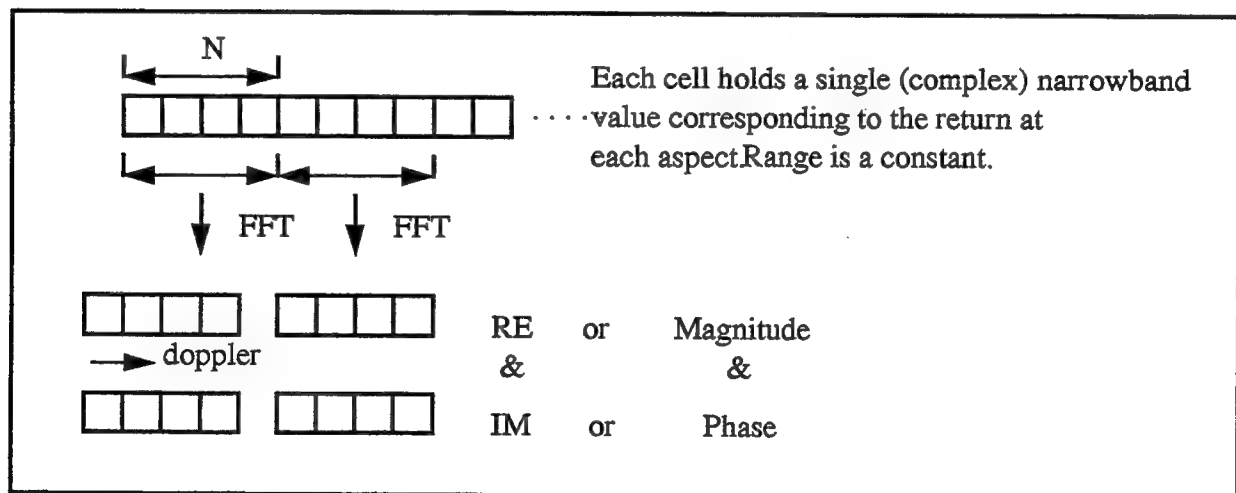 N
Each cell holds a single (complex) narrowband
····value corresponding to the return at
each aspect.Range is a constant.
FFT FFT
RE or Magnitude
doppler
& &
IM or Phase